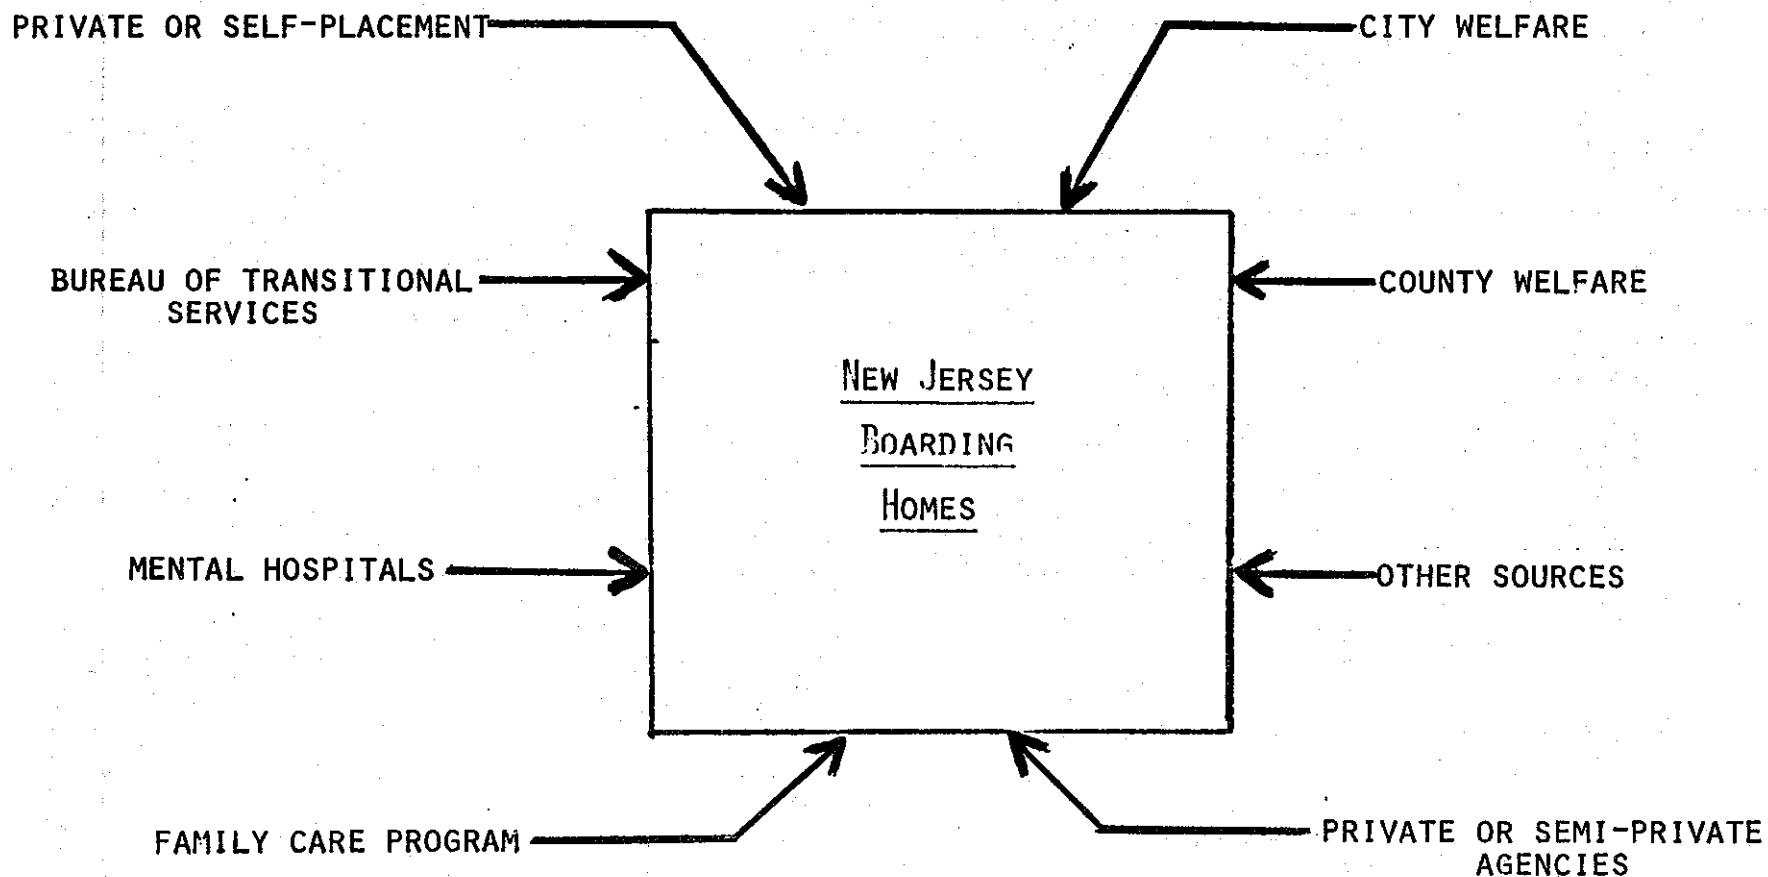 PRIVATE OR SELF-PLACEMENT
CITY WELFARE
BUREAU OF TRANSITIONAL
SERVICES
COUNTY WELFARE
NEW JERSEY
BOARDING
HOMES
MENTAL HOSPITALS
OTHER SOURCES
FAMILY CARE PROGRAM
PRIVATE OR SEMI-PRIVATE
AGENCIES